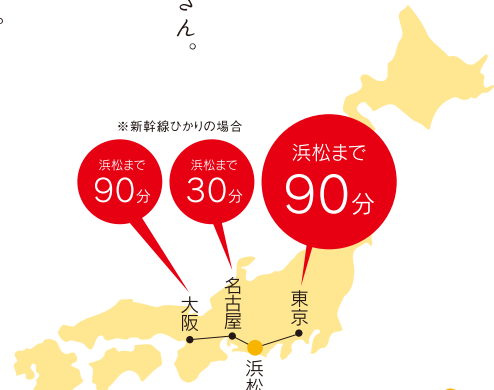 さん。
。
※新幹線ひかりの場合
浜松まで
90分
浜松まで
30分
浜松まで
90分
大阪
名古屋
東京
浜松